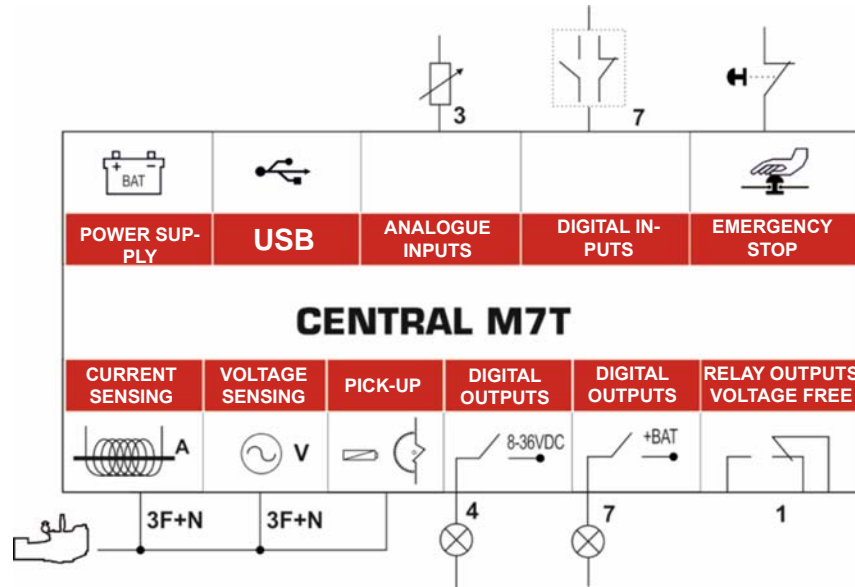 3
7
+ -
BAT
POWER SUP-
PLY
USB
ANALOGUE
INPUTS
DIGITAL IN-
PUTS
EMERGENCY
STOP
CENTRAL M7T
CURRENT
SENSING
VOLTAGE
SENSING
PICK-UP
DIGITAL
OUTPUTS
DIGITAL
OUTPUTS
RELAY OUTPUTS
VOLTAGE FREE
A
V
8-36VDC
+BAT
3F+N
3F+N
4
7
1